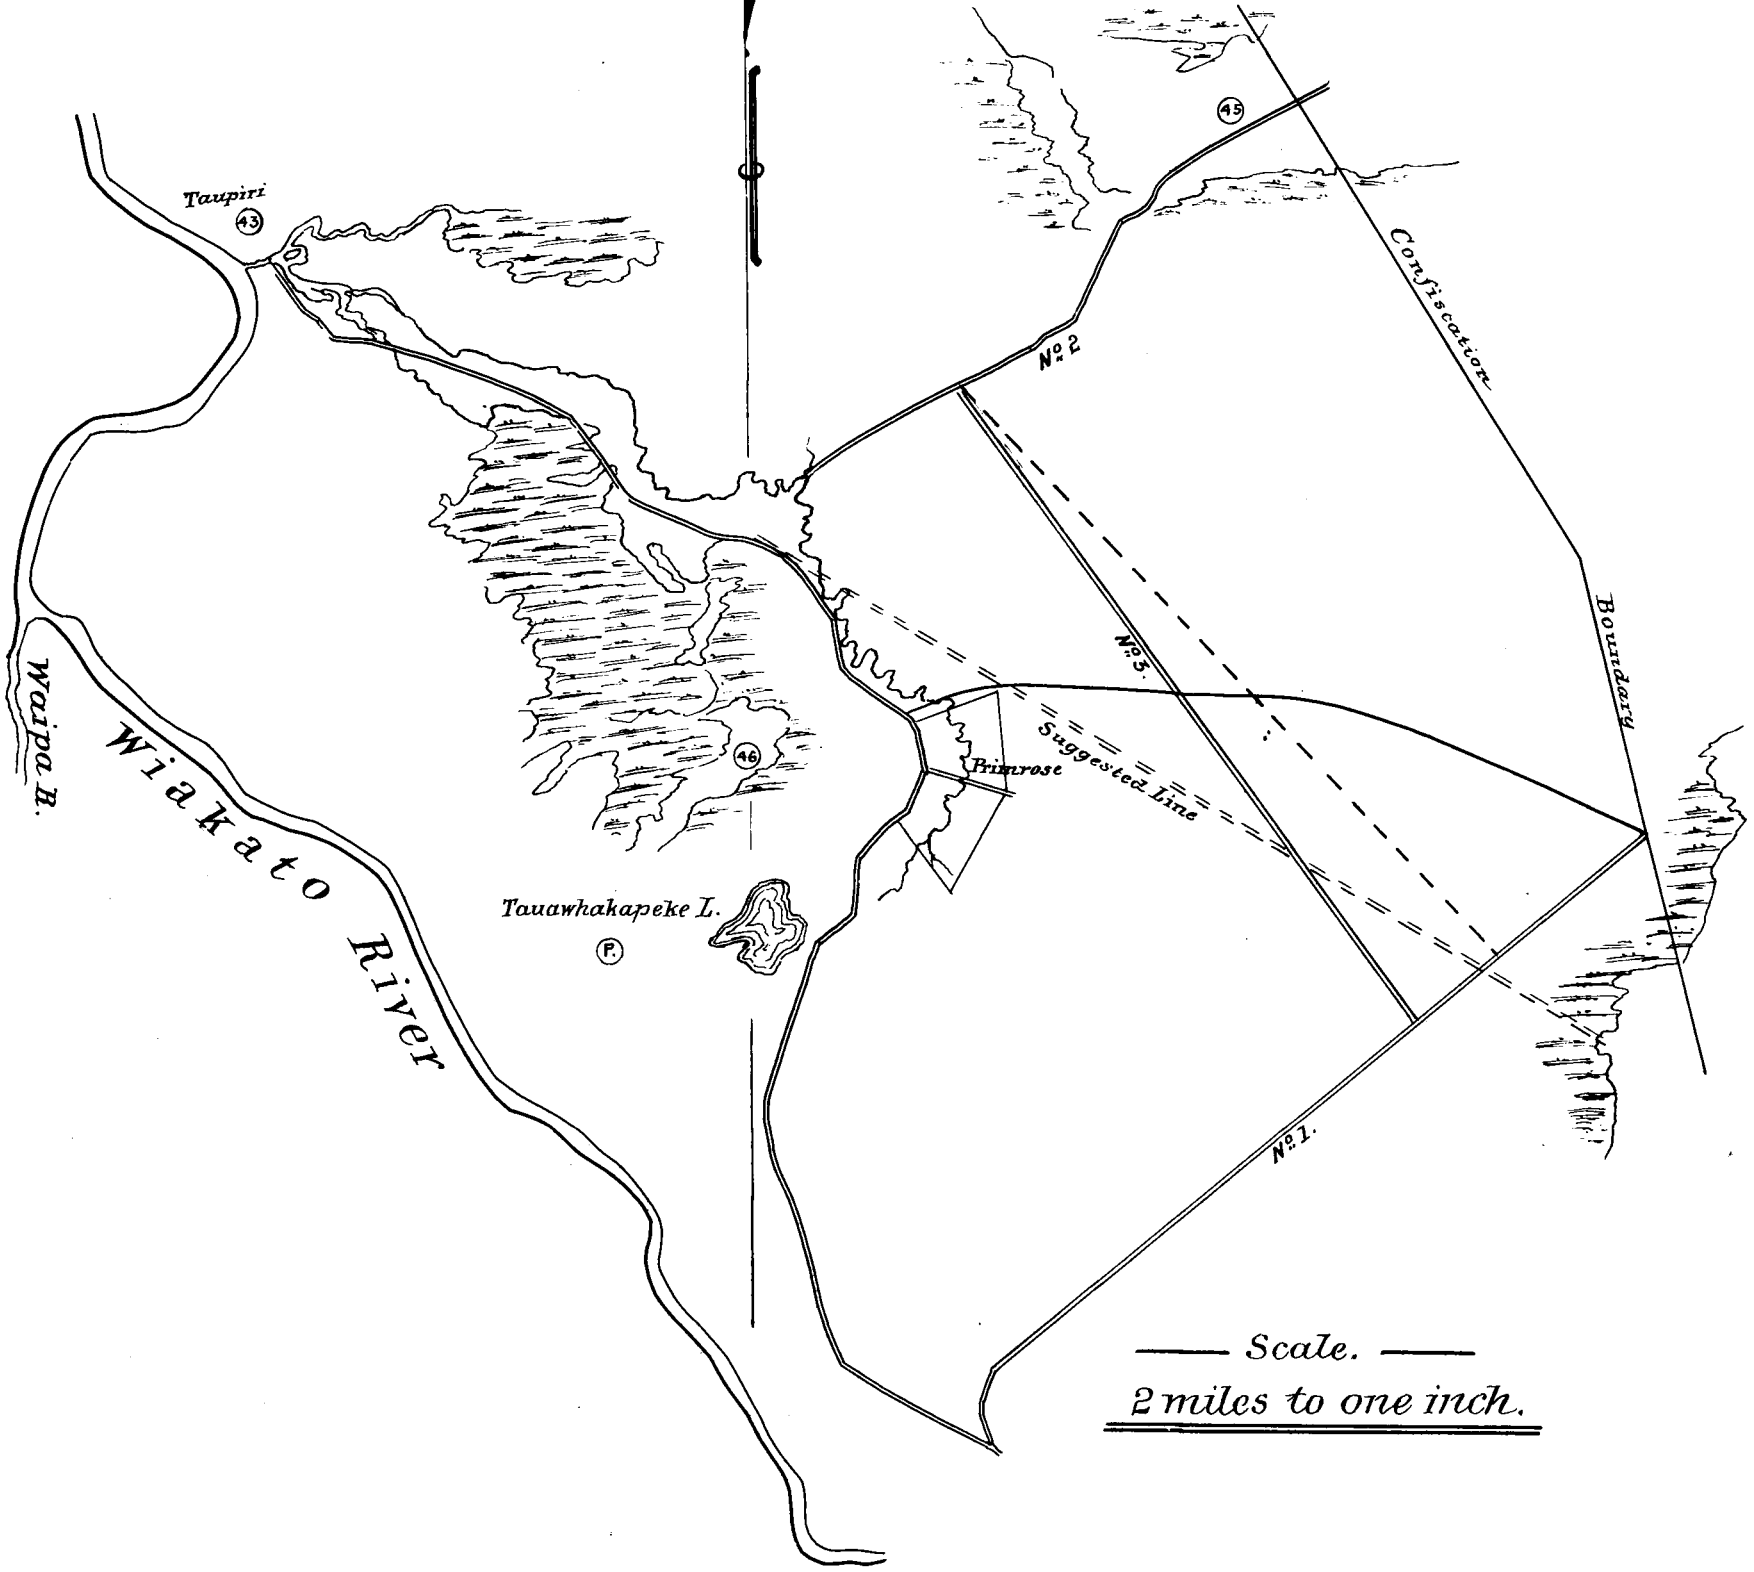 45
Taupiri
43
Confiscation
Nº 2
Boundary
Nº 3.
Waipa R.
Wiakato River
Suggested Line
Primrose
46
Tauawhakapeke L.
P.
Nº 1.
Scale.
2 miles to one inch.